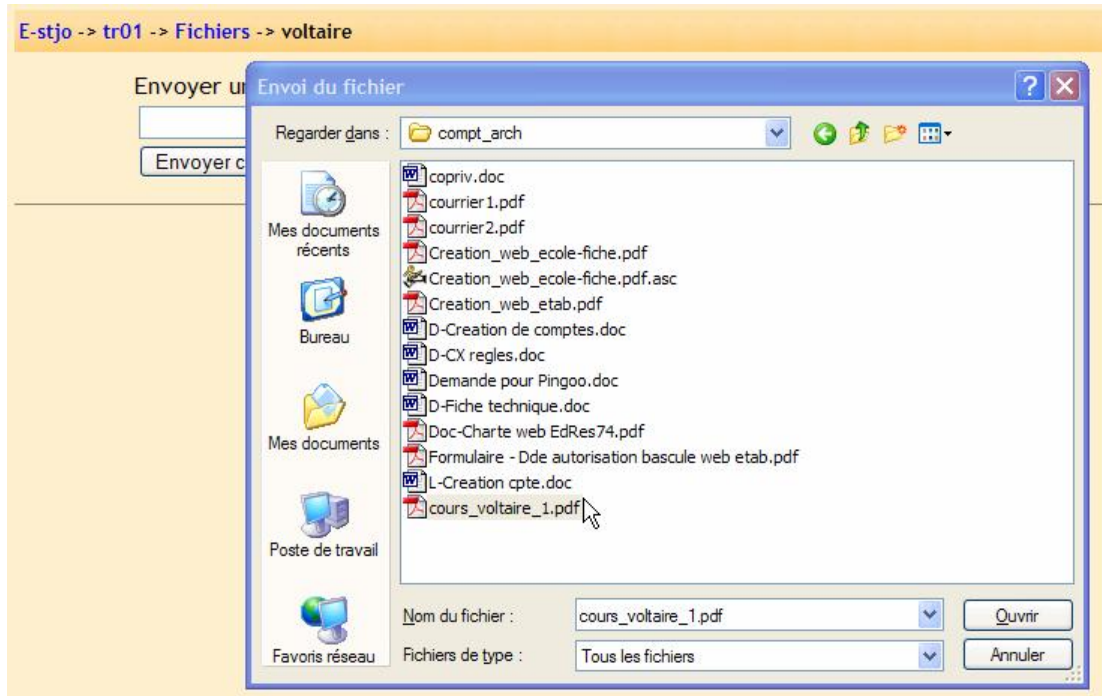 E-stjo -> tr01 -> Fichiers -> voltaire
Envoyer
Envoi du fichier
Envoyer
Regarder dans :
compt_arch
Mes documents
récents
Bureau
Mes documents
Poste de travail
Favoris réseau
copriv.doc
courrier1.pdf
courrier2.pdf
Creation_web_ecole-fiche.pdf
Creation_web_ecole-fiche.pdf.asc
Creation_web_etab.pdf
D-Creation de comptes.doc
D-CX regles.doc
Demande pour Pingoo.doc
D-Fiche technique.doc
Doc-Charte web EdRes74.pdf
Formulaire - Dde autorisation bascule web etab.pdf
L-Creation cpte.doc
cours_voltaire_1.pdf
Nom du fichier :
cours_voltaire_1.pdf
Ouvrir
Fichiers de type :
Tous les fichiers
Annuler